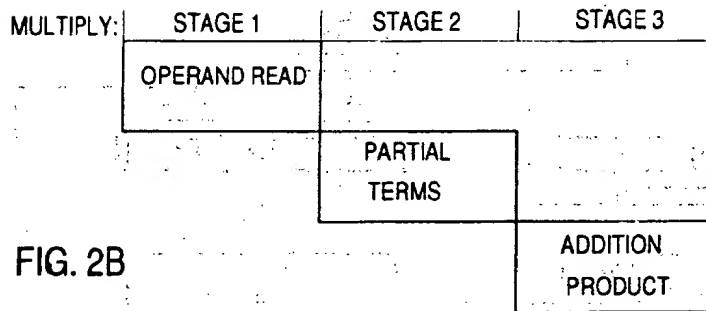 MULTIPLY: STAGE 1 STAGE 2 STAGE 3
OPERAND READ
PARTIAL
TERMS
FIG. 2B
ADDITION
PRODUCT